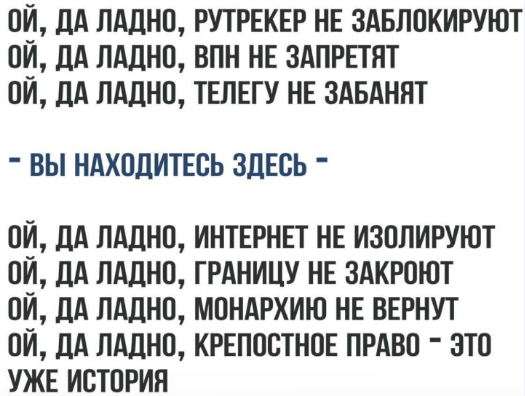 ОЙ, ДА ЛАДНО, РУТРЕКЕР НЕ ЗАБЛОКИРУЮТ
ОЙ, ДА ЛАДНО, ВПН НЕ ЗАПРЕТЯТ
ОЙ, ДА ЛАДНО, ТЕЛЕГУ НЕ ЗАБАНЯТ
- ВЫ НАХОДИТЕСЬ ЗДЕСЬ -
ОЙ, ДА ЛАДНО, ИНТЕРНЕТ НЕ ИЗОЛИРУЮТ
ОЙ, ДА ЛАДНО, ГРАНИЦУ НЕ ЗАКРОЮТ
ОЙ, ДА ЛАДНО, МОНАРХИЮ НЕ ВЕРНУТ
ОЙ, ДА ЛАДНО, КРЕПОСТНОЕ ПРАВО - ЭТО
УЖЕ ИСТОРИЯ